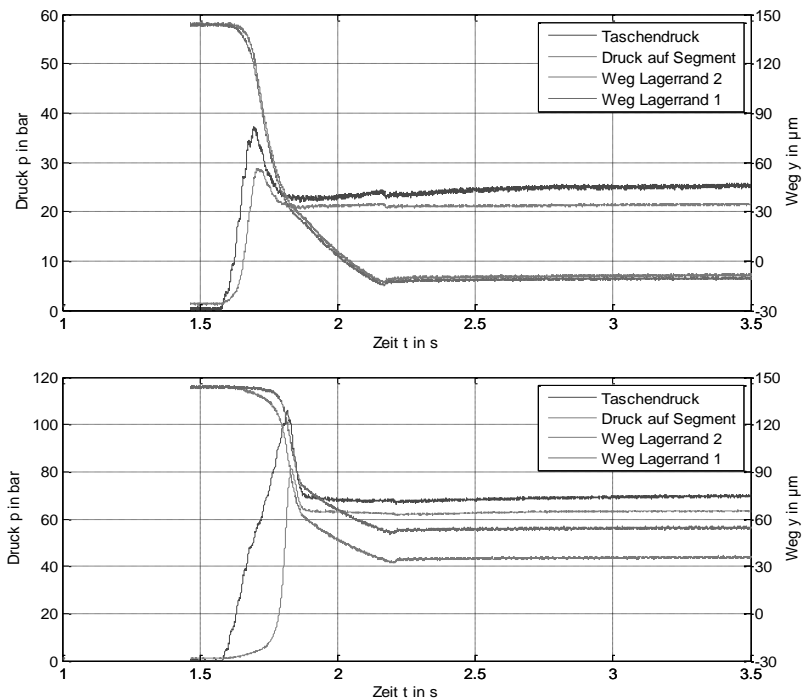 60
50
40
30
20
10
0
Druck p in bar
1
1.5
2
2.5
3
3.5
Zeit t in s
150
120
90
60
30
0
-30
Weg y in µm
Taschendruck
Druck auf Segment
Weg Lagerrand 2
Weg Lagerrand 1
120
100
80
60
40
20
0
Druck p in bar
1
1.5
2
2.5
3
3.5
Zeit t in s
150
120
90
60
30
0
-30
Weg y in µm
Taschendruck
Druck auf Segment
Weg Lagerrand 2
Weg Lagerrand 1